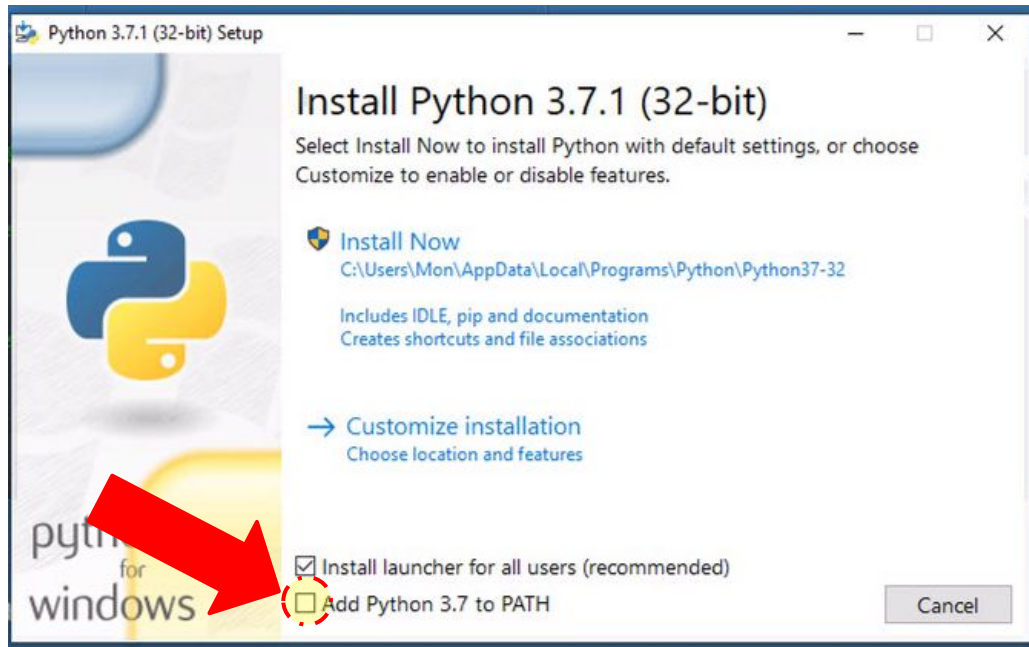 Python 3.7.1 (32-bit) Setup
Install Python 3.7.1 (32-bit)
Select Install Now to install Python with default settings, or choose
Customize to enable or disable features.
Install Now
C:\Users\Mon\AppData\Local\Programs\Python\Python37-32
Includes IDLE, pip and documentation
Creates shortcuts and file associations
Customize installation
Choose location and features
for
windows
Install launcher for all users (recommended)
Add Python 3.7 to PATH
Cancel